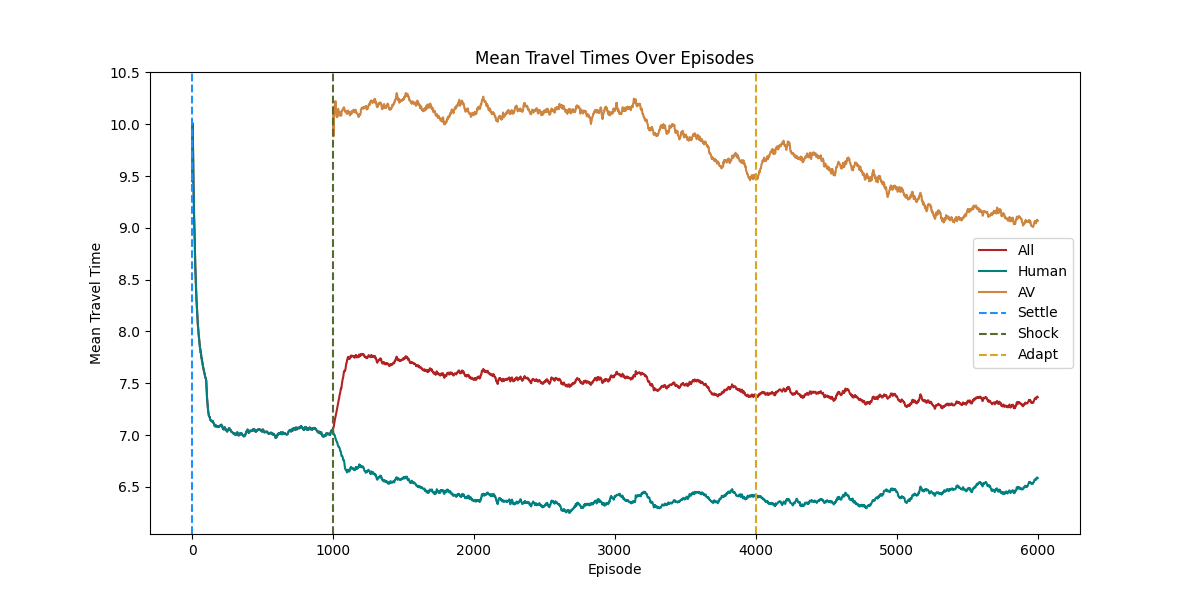 Mean Travel Times Over Episodes
10.5
10.0
9.5
9.0
8.5
8.0
7.5
7.0
6.5
Mean Travel Time
All
Human
AV
Settle
Shock
Adapt
0 1000 2000 3000 4000 5000 6000
Episode